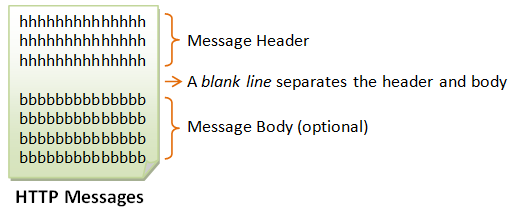 hhhhhhhhhhhhhh
hhhhhhhhhhhhhh
hhhhhhhhhhhhhh
Message Header
A blank line separates the header and body
bbbbbbbbbbbbbb
bbbbbbbbbbbbbb
bbbbbbbbbbbbbb
bbbbbbbbbbbbbb
Message Body (optional)
HTTP Messages